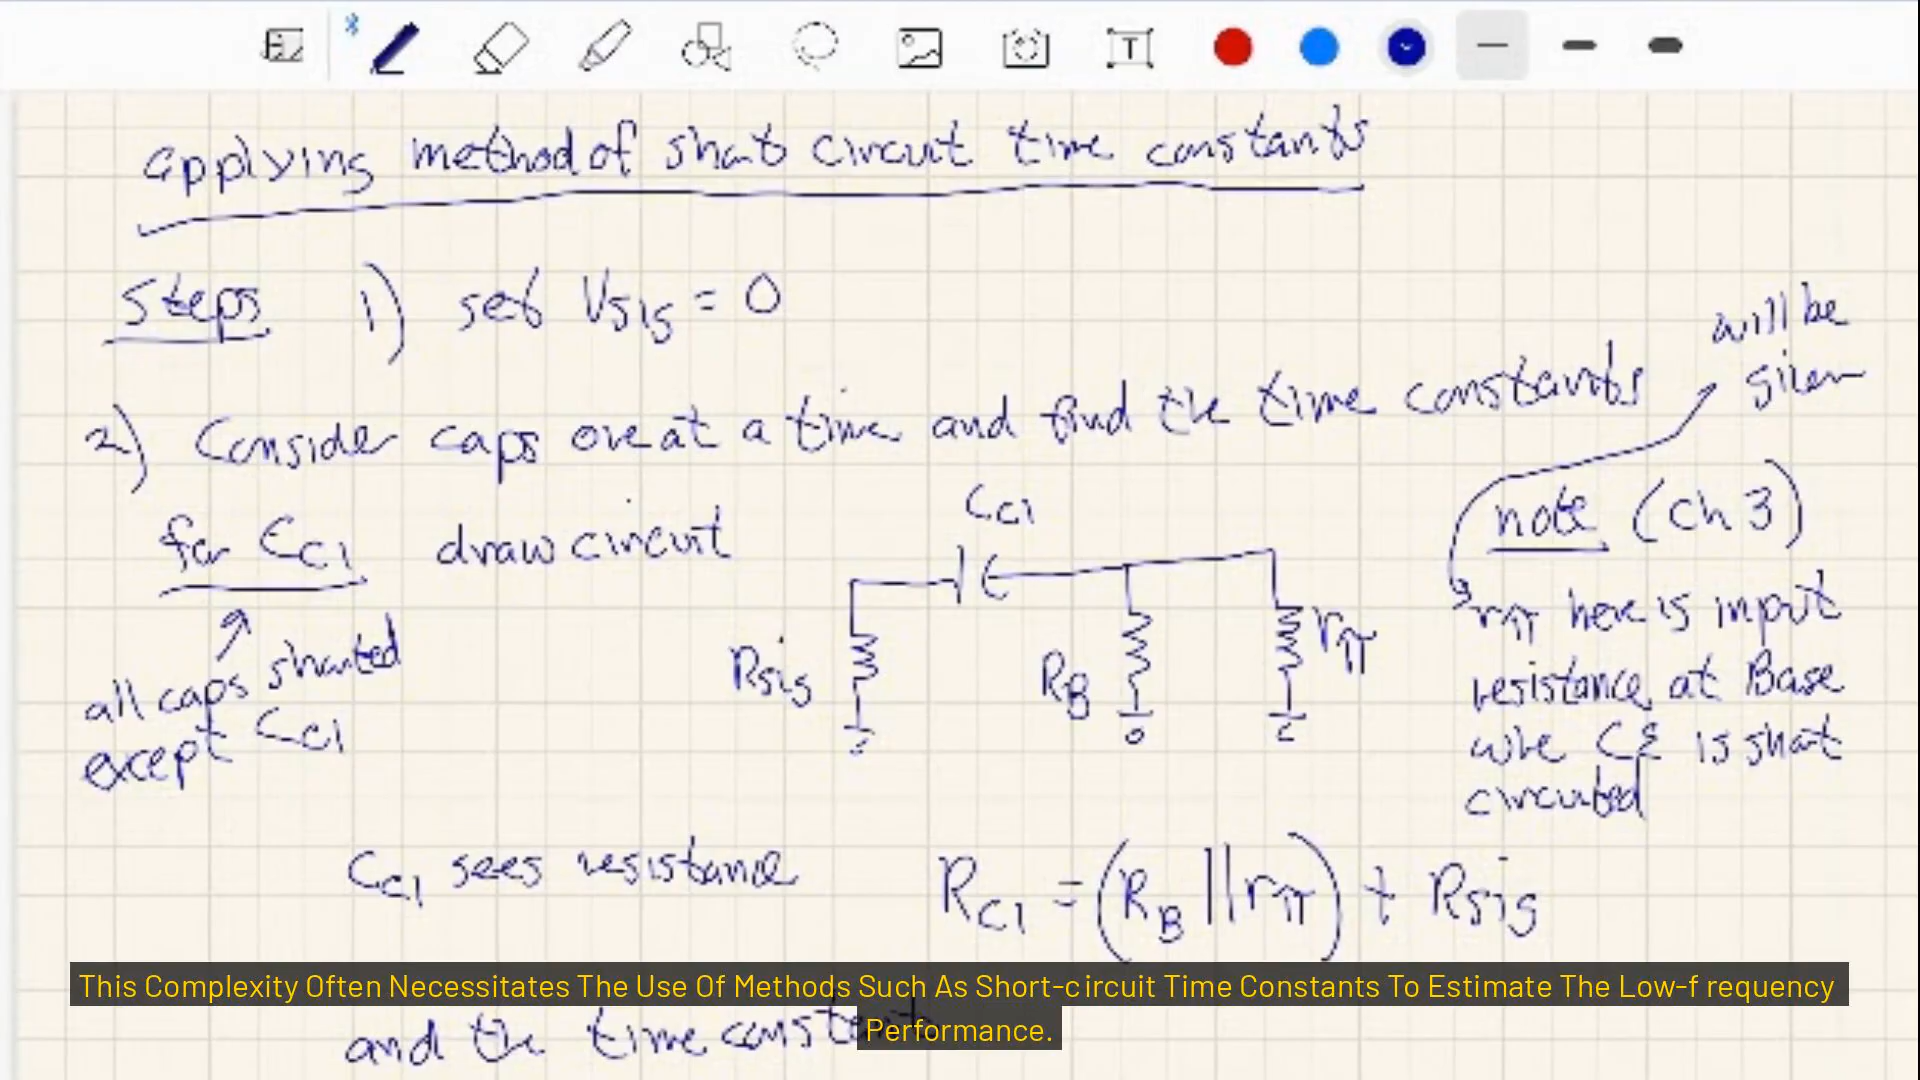 T
applying method of short circuit time constants
Steps 1) set Vsig = 0
will be
given
2) Consider caps one at a time and find the time constants
for CC1 draw circuit
CC1
note (ch 3)
all caps shorted
except CC1
Rsig
RB
rπ
rπ here is input
resistance at Base
whe CE is short
circuited
CC1 sees resistance RC1 = (RB || rπ) + Rsig
This Complexity Often Necessitates The Use Of Methods Such As Short-circuit Time Constants To Estimate The Low-f requency
Performance.
and the time constant